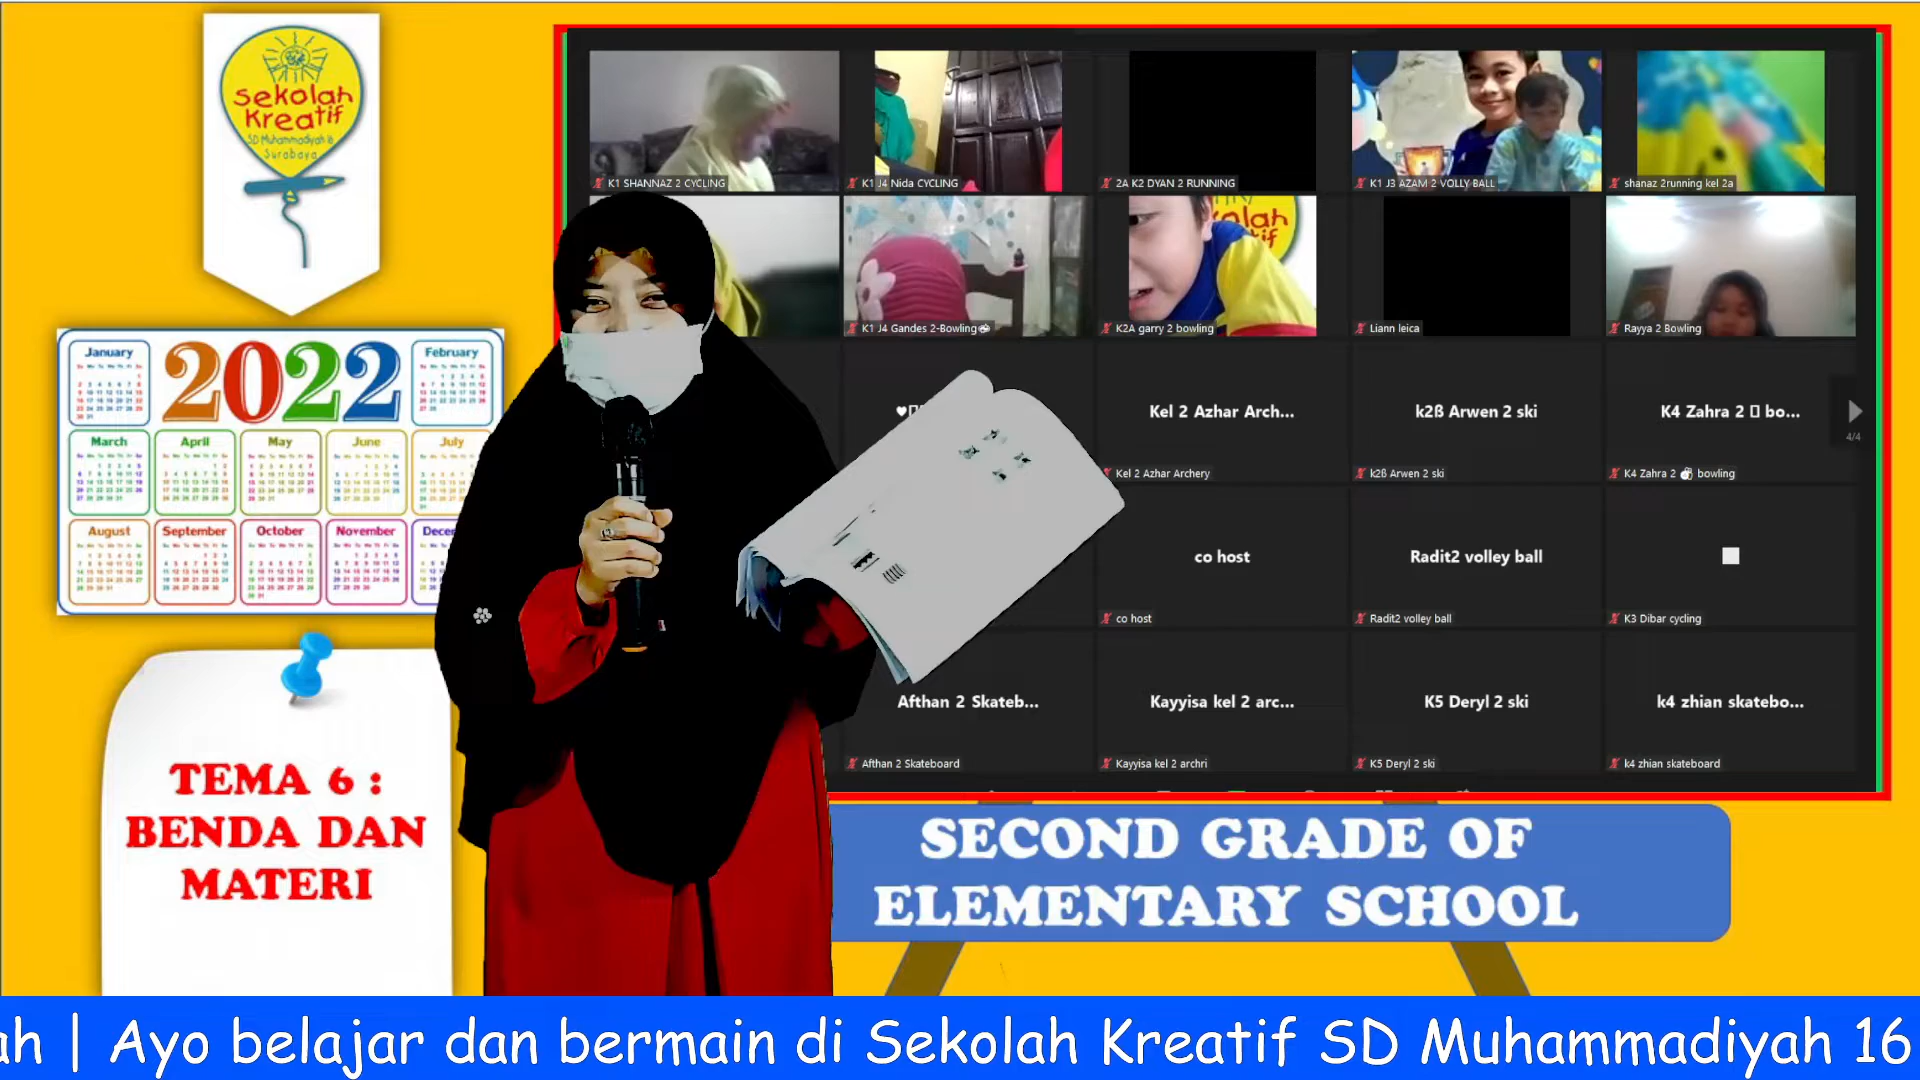 sekolah
kreatif
SD Muhammadiyah 16
Surabaya
January
2022
February
March
April
May
June
July
August
September
October
November
TEMA 6 :
BENDA DAN
MATERI
K1 SHANNAZ 2 CYCLING
K1 J4 Nida CYCLING
2A K2 DYAN 2 RUNNING
K1 J3 AZAM 2 VOLLY BALL
shanaz 2running kel 2a
K1 J4 Gandes 2-Bowling
K2A garry 2 bowling
Liann leica
Rayya 2 Bowling
Kel 2 Azhar Arch...
k2ß Arwen 2 ski
K4 Zahra 2 bo...
4/4
Kel 2 Azhar Archery
k2ß Arwen 2 ski
K4 Zahra 2 bowling
co host
Radit2 volley ball
co host
Radit2 volley ball
K3 Dibar cycling
Afthan 2 Skateb...
Kayyisa kel 2 arc...
K5 Deryl 2 ski
k4 zhian skatebo...
Afthan 2 Skateboard
Kayyisa kel 2 archri
K5 Deryl 2 ski
k4 zhian skateboard
SECOND GRADE OF
ELEMENTARY SCHOOL
ah | Ayo belajar dan bermain di Sekolah Kreatif SD Muhammadiyah 16